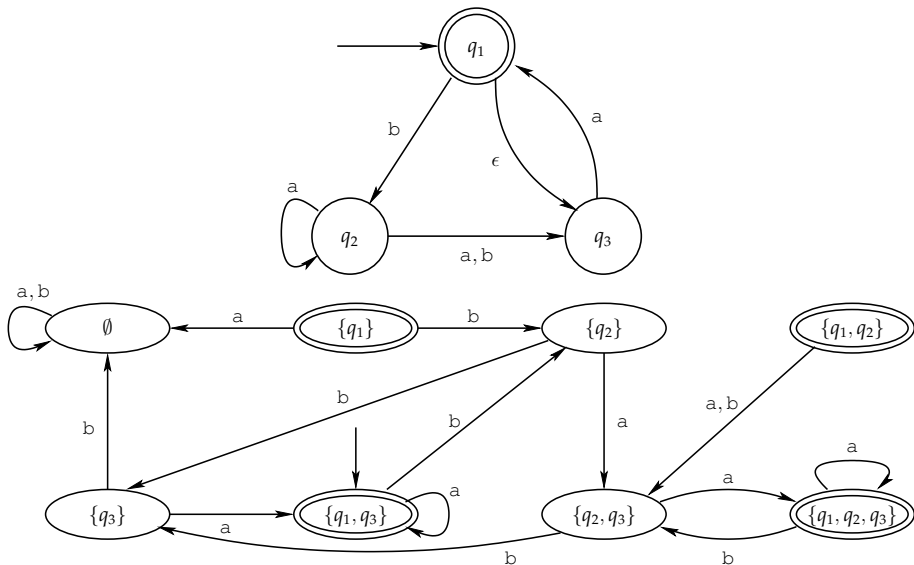 q₁
b
ϵ
a
a
q₂
a, b
q₃
a, b
∅
a
{q₁}
b
{q₂}
{q₁, q₂}
b
b
b
a
a, b
a
{q₃}
a
{q₁, q₃}
a
{q₂, q₃}
a
{q₁, q₂, q₃}
b
b